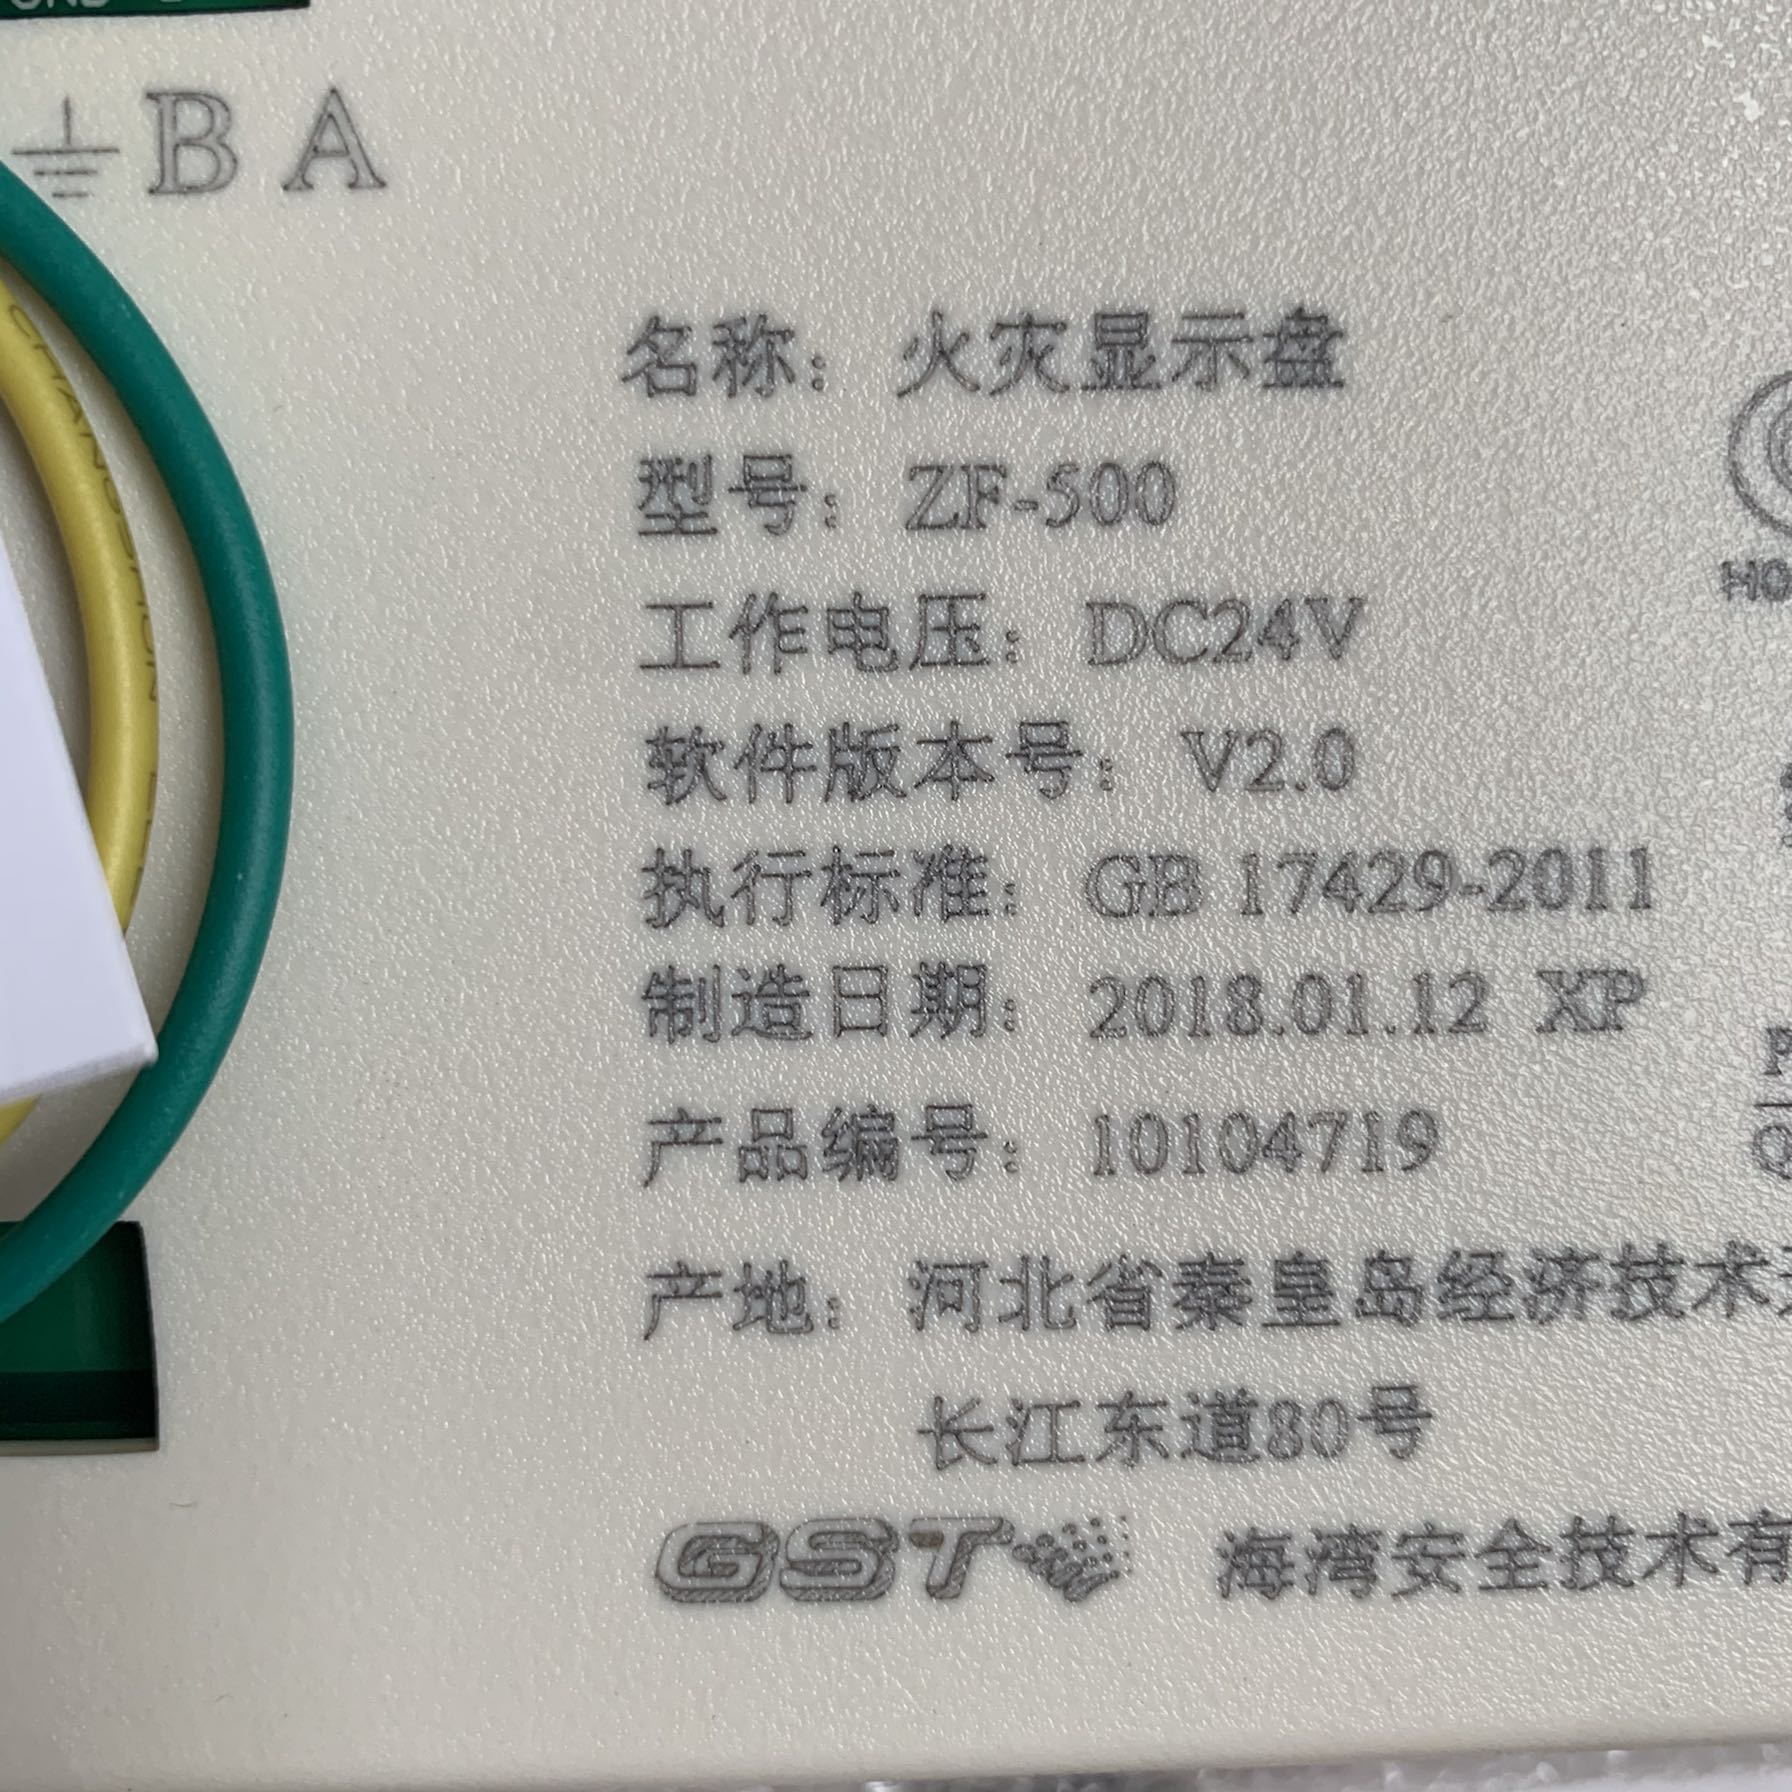 B A
名称：火灾显示盘
型号：ZF-500
工作电压：DC24V
软件版本号：V2.0
执行标准：GB 17429-2011
制造日期：2018.01.12 XP
产品编号：10104719
产地：河北省秦皇岛经济技术
长江东道80号
GST 海湾安全技术有